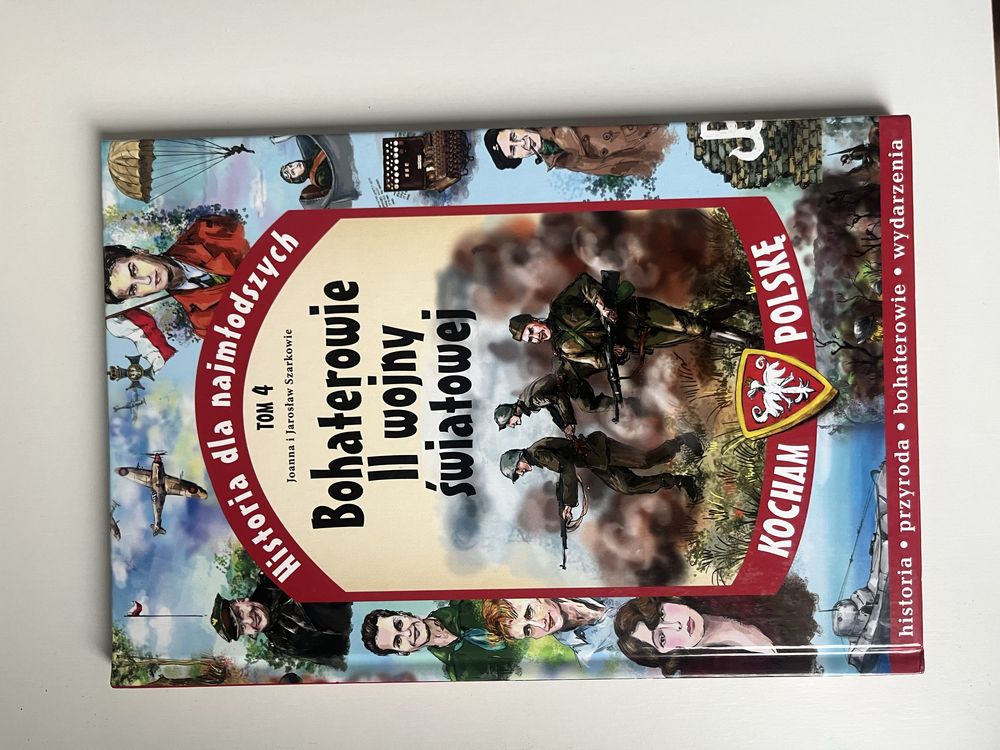 Historia dla najmłodszych
TOM 4
Joanna i Jarosław Szarkowie
Bohaterowie
II wojny
światowej
KOCHAM POLSKĘ
historia • przyroda • bohaterowie • wydarzenia